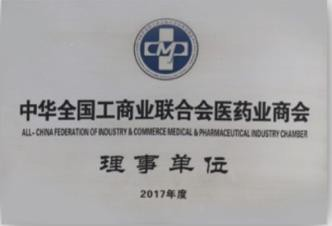 CMP
中华全国工商业联合会医药业商会
ALL-CHINA FEDERATION OF INDUSTRY & COMMERCE MEDICAL & PHARMACEUTICAL INDUSTRY CHAMBER
理事单位
2017年度